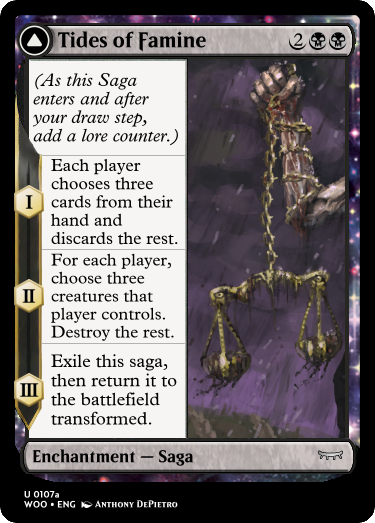 Tides of Famine 2
(As this Saga
enters and after
your draw step,
add a lore counter.)
I
Each player
chooses three
cards from their
hand and
discards the rest.
II
For each player,
choose three
creatures that
player controls.
Destroy the rest.
III
Exile this saga,
then return it to
the battlefield
transformed.
Enchantment — Saga
U 0107a
WOO • ENG Anthony DePietro